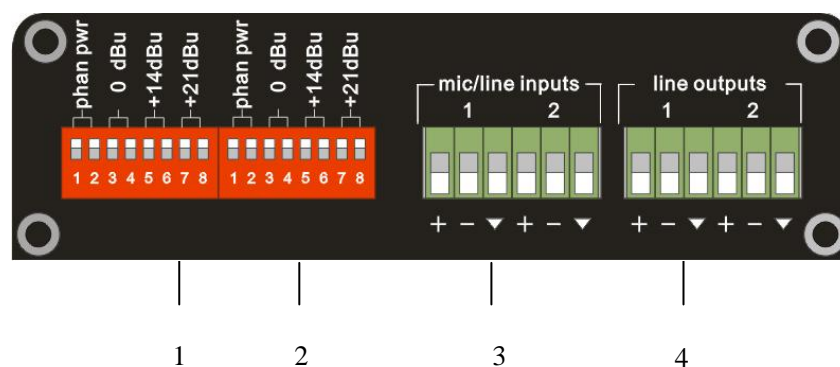 phan pwr 0 dBu +14dBu +21dBu phan pwr 0 dBu +14dBu +21dBu
mic/line inputs line outputs
1 2 1 2
1 2 3 4 5 6 7 8 1 2 3 4 5 6 7 8
+ − ▼ + − ▼ + − ▼ + − ▼
1 2 3 4